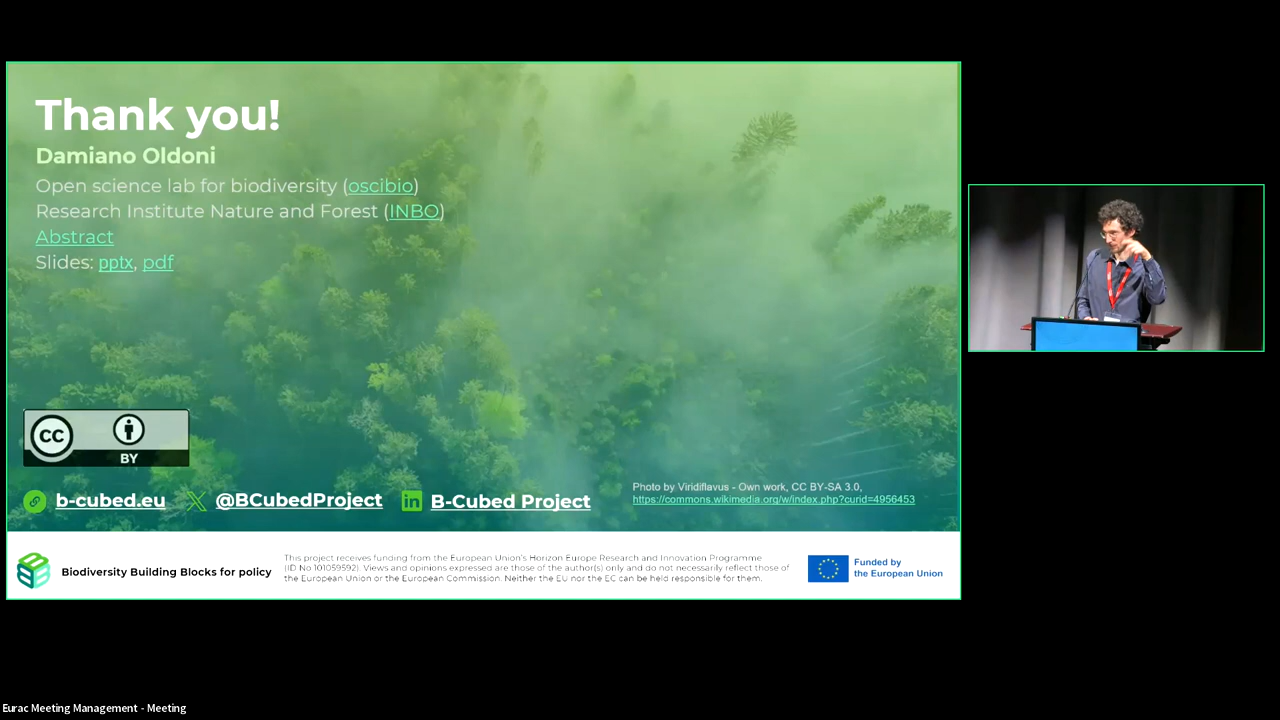 Thank you!
Damiano Oldoni
Open science lab for biodiversity (oscibio)
Research Institute Nature and Forest (INBO)
Abstract
Slides: pptx, pdf
CC
BY
b-cubed.eu
@BCubedProject
in
B-Cubed Project
Photo by Viridiflavus - Own work, CC BY-SA 3.0,
https://commons.wikimedia.org/w/index.php?curid=4956453
Biodiversity Building Blocks for policy
This project receives funding from the European Union's Horizon Europe Research and Innovation Programme
(ID No 101059592). Views and opinions expressed are those of the author(s) only and do not necessarily reflect those of
the European Union or the European Commission. Neither the EU nor the EC can be held responsible for them.
Funded by
the European Union
Eurac Meeting Management - Meeting